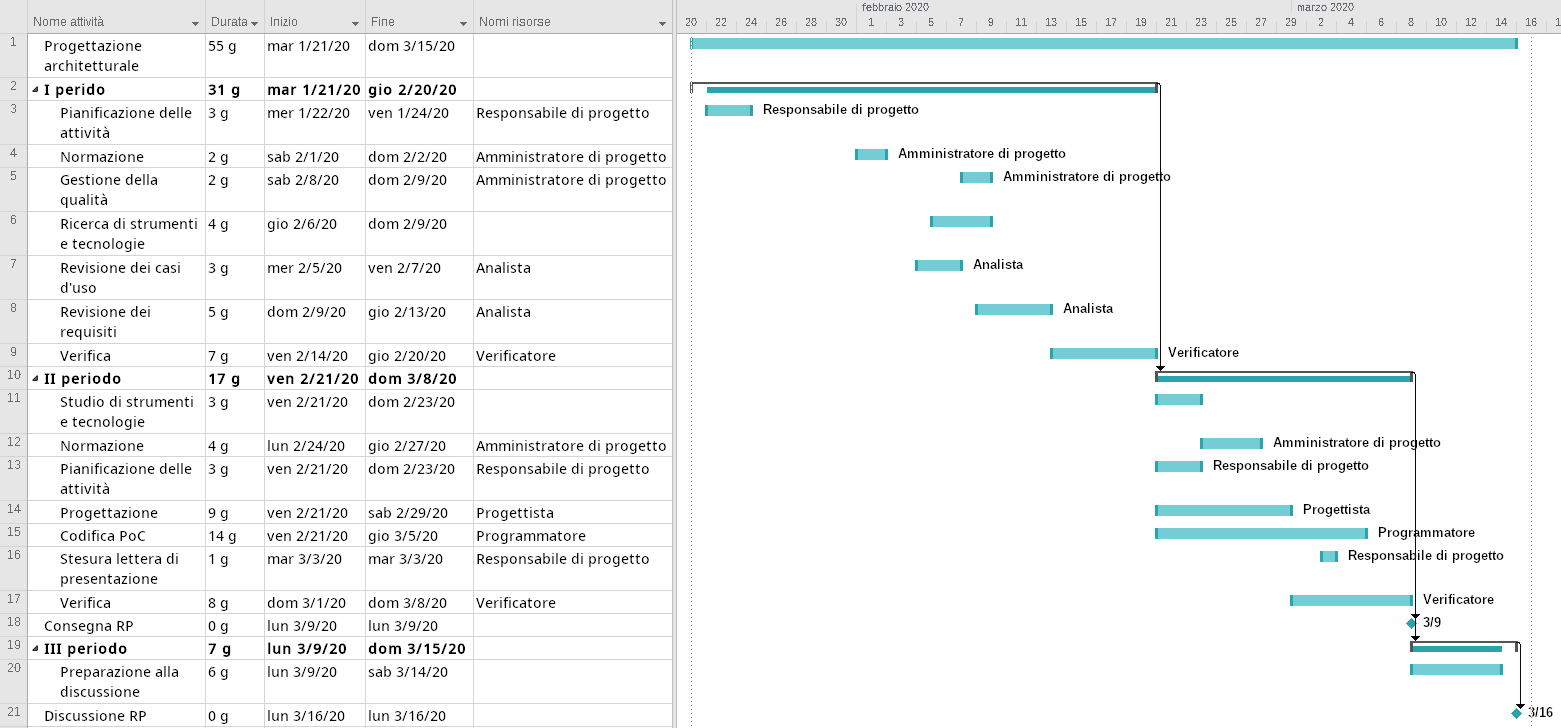 febbraio 2020 marzo 2020
Nome attività Durata Inizio Fine Nomi risorse 20 22 24 26 28 30 1 3 5 7 9 11 13 15 17 19 21 23 25 27 29 2 4 6 8 10 12 14 16 1
1 Progettazione 55 g mar 1/21/20 dom 3/15/20
architetturale
2 I perido 31 g mar 1/21/20 gio 2/20/20
3 Pianificazione delle 3 g mer 1/22/20 ven 1/24/20 Responsabile di progetto Responsabile di progetto
attività
4 Normazione 2 g sab 2/1/20 dom 2/2/20 Amministratore di progetto Amministratore di progetto
5 Gestione della 2 g sab 2/8/20 dom 2/9/20 Amministratore di progetto Amministratore di progetto
qualità
6 Ricerca di strumenti 4 g gio 2/6/20 dom 2/9/20
e tecnologie
7 Revisione dei casi 3 g mer 2/5/20 ven 2/7/20 Analista Analista
d'uso
8 Revisione dei 5 g dom 2/9/20 gio 2/13/20 Analista Analista
requisiti
9 Verifica 7 g ven 2/14/20 gio 2/20/20 Verificatore Verificatore
10 II periodo 17 g ven 2/21/20 dom 3/8/20
11 Studio di strumenti 3 g ven 2/21/20 dom 2/23/20
e tecnologie
12 Normazione 4 g lun 2/24/20 gio 2/27/20 Amministratore di progetto Amministratore di progetto
13 Pianificazione delle 3 g ven 2/21/20 dom 2/23/20 Responsabile di progetto Responsabile di progetto
attività
14 Progettazione 9 g ven 2/21/20 sab 2/29/20 Progettista Progettista
15 Codifica PoC 14 g ven 2/21/20 gio 3/5/20 Programmatore Programmatore
16 Stesura lettera di 1 g mar 3/3/20 mar 3/3/20 Responsabile di progetto Responsabile di progetto
presentazione
17 Verifica 8 g dom 3/1/20 dom 3/8/20 Verificatore Verificatore
18 Consegna RP 0 g lun 3/9/20 lun 3/9/20 3/9
19 III periodo 7 g lun 3/9/20 dom 3/15/20
20 Preparazione alla 6 g lun 3/9/20 sab 3/14/20
discussione
21 Discussione RP 0 g lun 3/16/20 lun 3/16/20 3/16